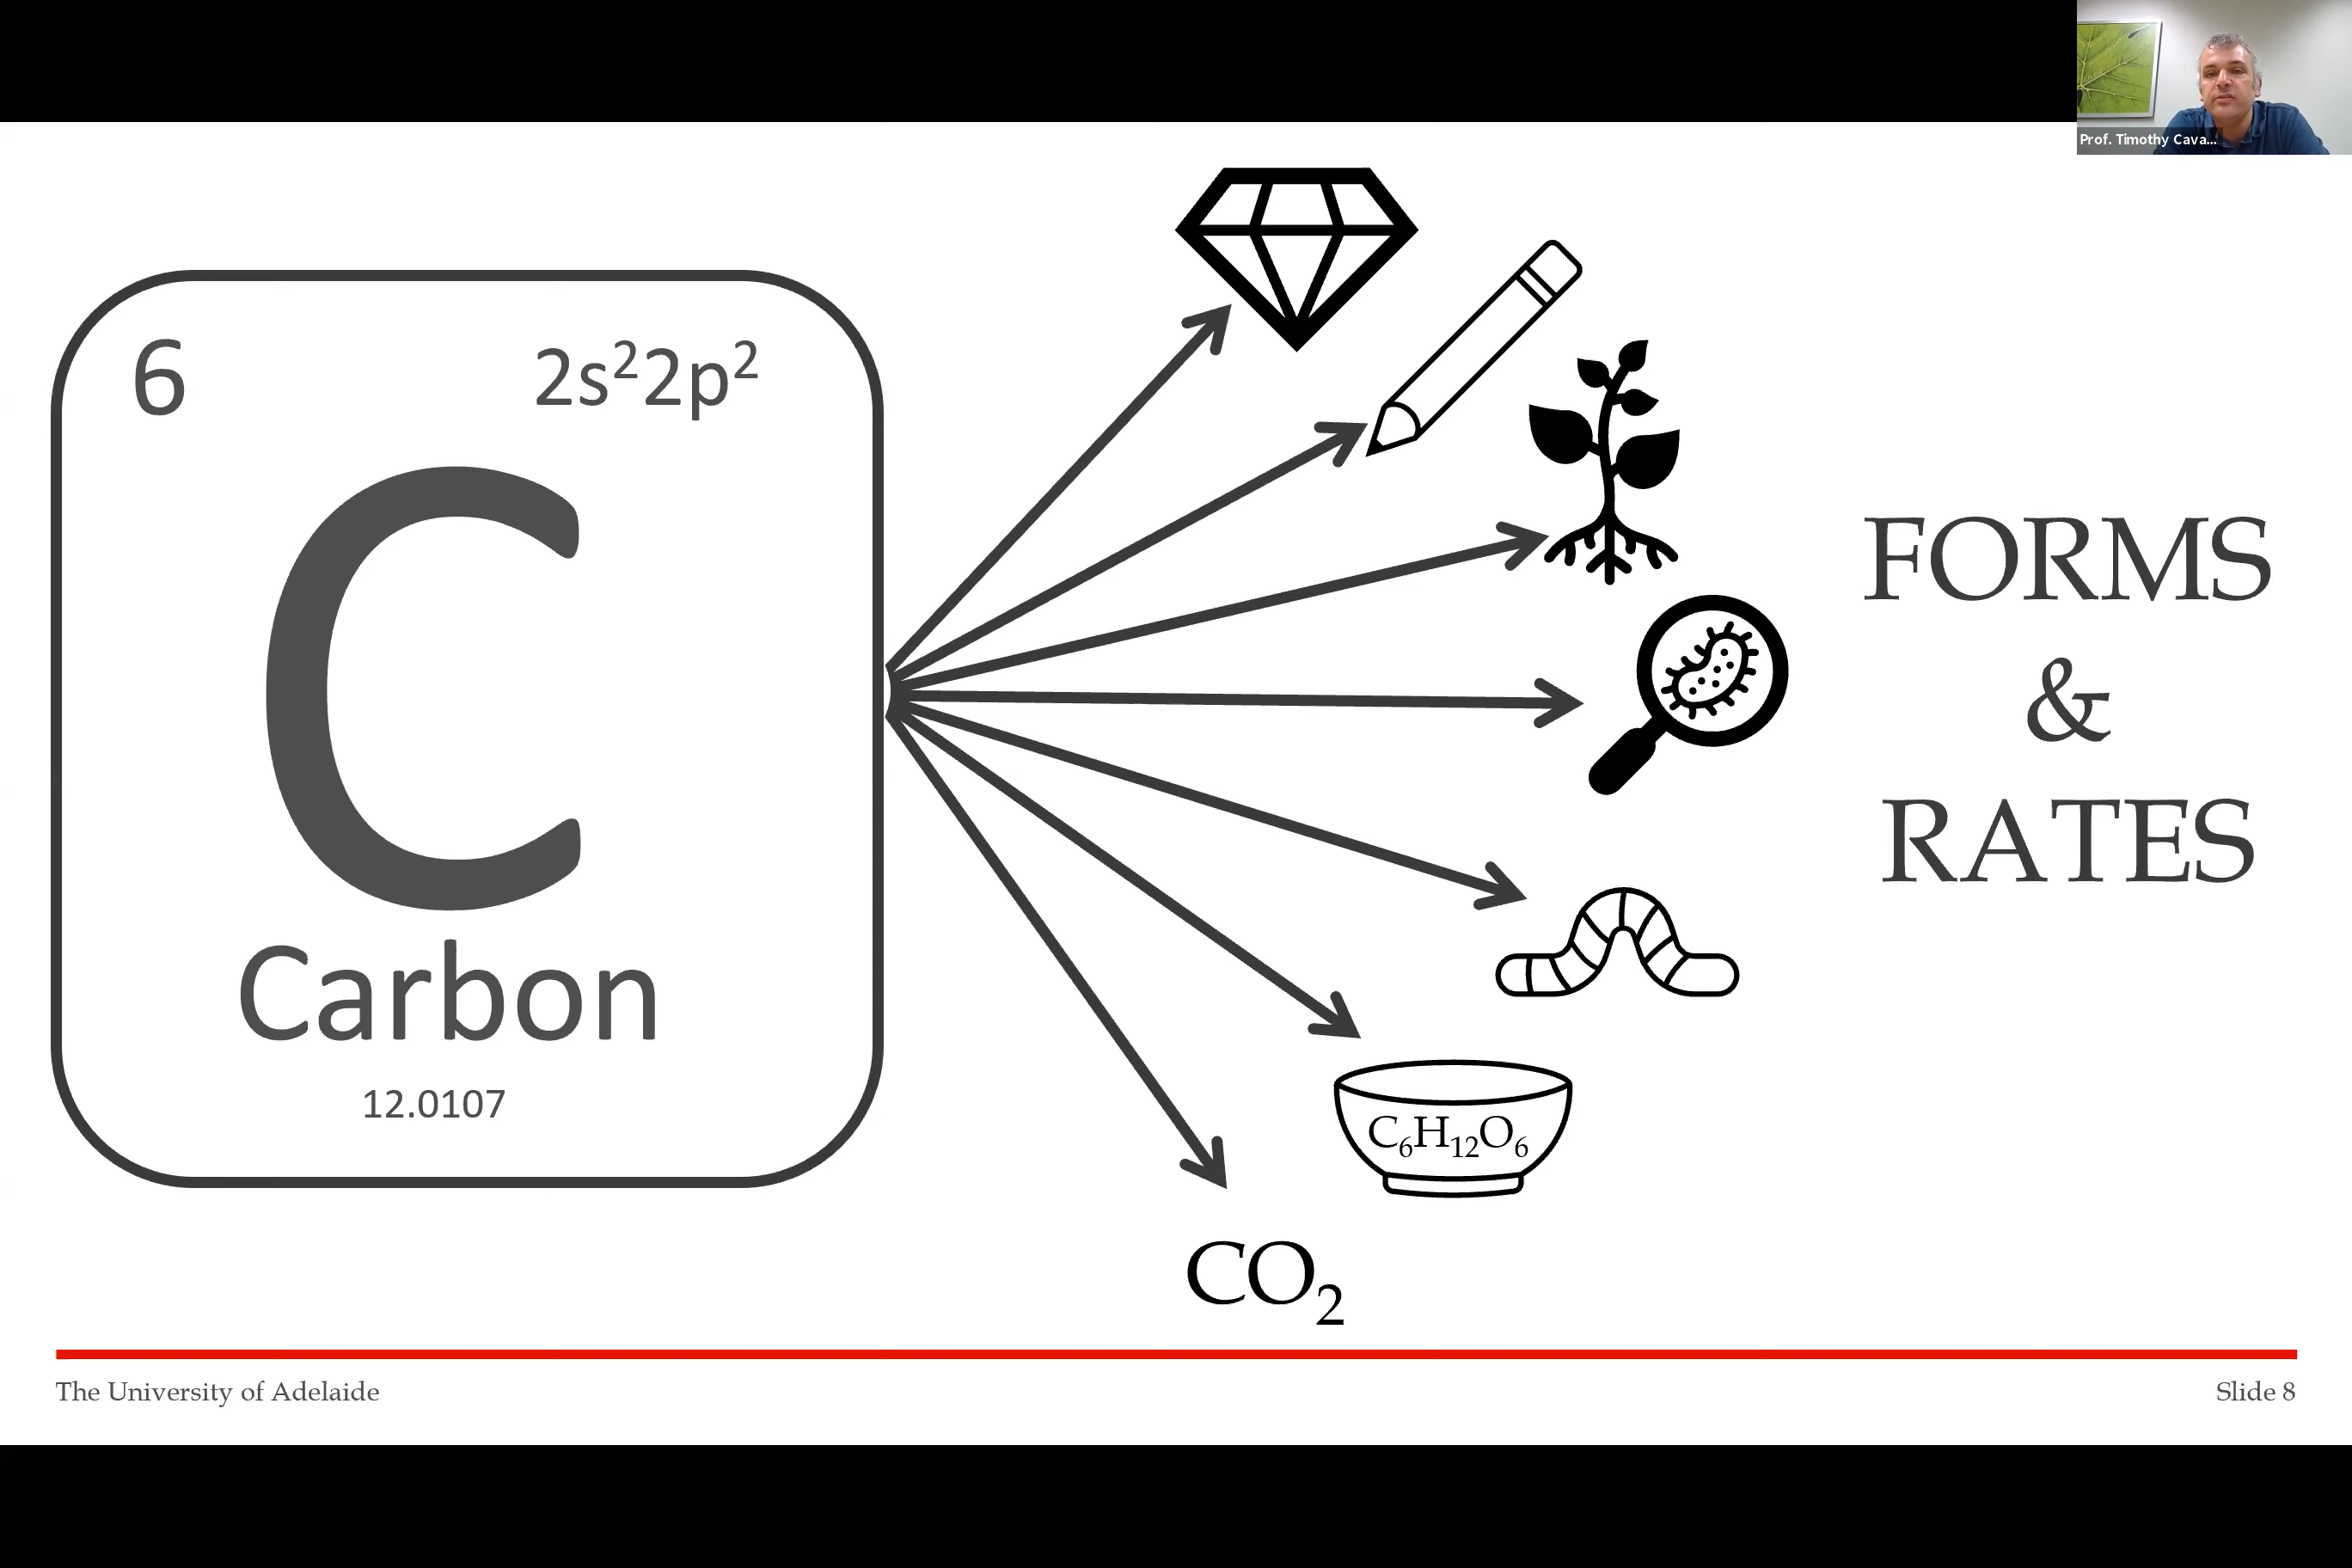 Prof. Timothy Cava...
6
2s²2p²
C
Carbon
12.0107
FORMS
&
RATES
C₆H₁₂O₆
CO₂
The University of Adelaide
Slide 8